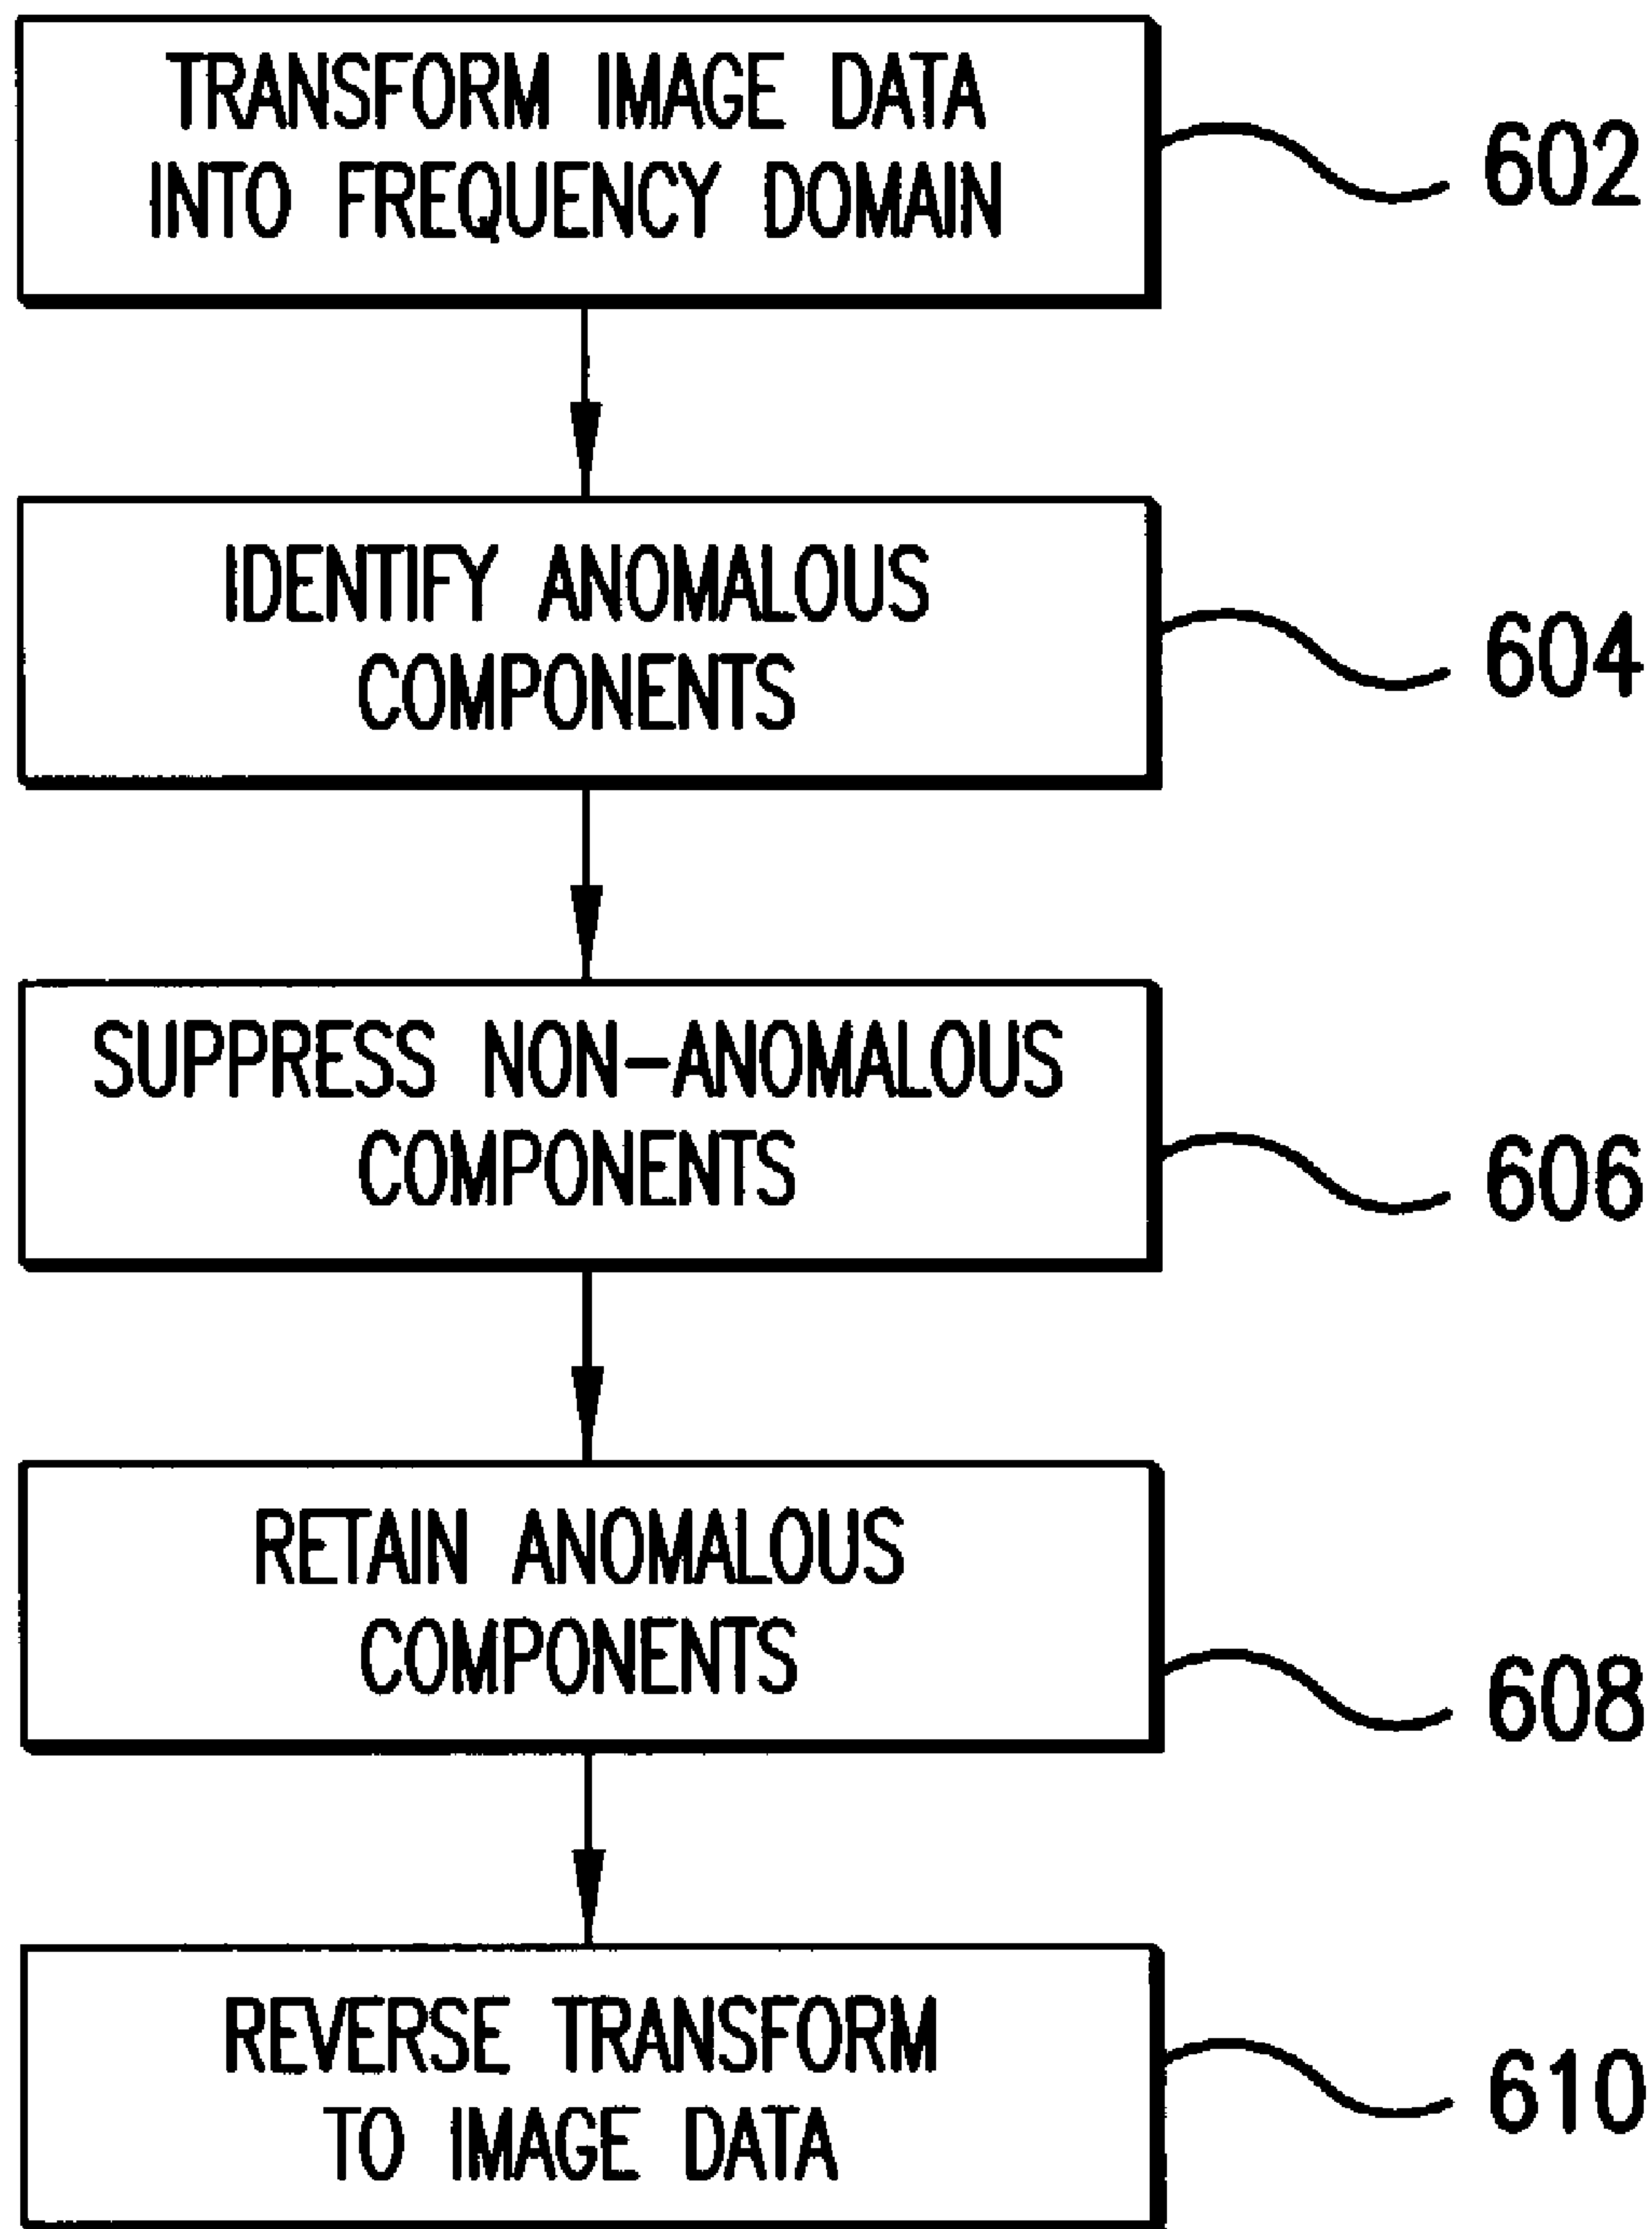 TRANSFORM IMAGE DATA
INTO FREQUENCY DOMAIN
602
IDENTIFY ANOMALOUS
COMPONENTS
604
SUPPRESS NON-ANOMALOUS
COMPONENTS
606
RETAIN ANOMALOUS
COMPONENTS
608
REVERSE TRANSFORM
TO IMAGE DATA
610